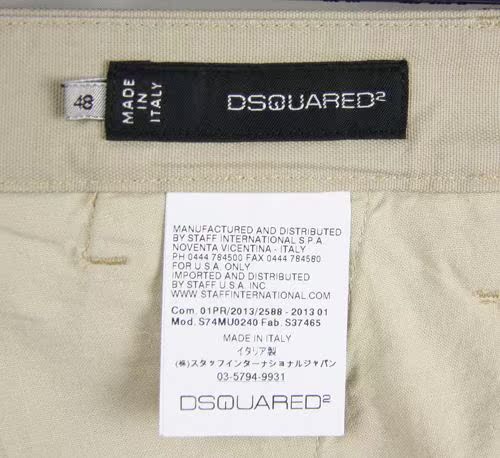 48
MADE
IN
ITALY
DSQUARED²
MANUFACTURED AND DISTRIBUTED
BY STAFF INTERNATIONAL S.P.A.
NOVENTA VICENTINA - ITALY
PH 0444 784500 FAX 0444 784580
FOR U.S.A. ONLY
IMPORTED AND DISTRIBUTED
BY STAFF U.S.A. INC.
WWW.STAFFINTERNATIONAL.COM
Com. 01PR/2013/2588 - 2013 01
Mod. S74MU0240 Fab. S37465
MADE IN ITALY
イタリア製
(株)スタッフインターナショナルジャパン
03-5794-9931
DSQUARED²